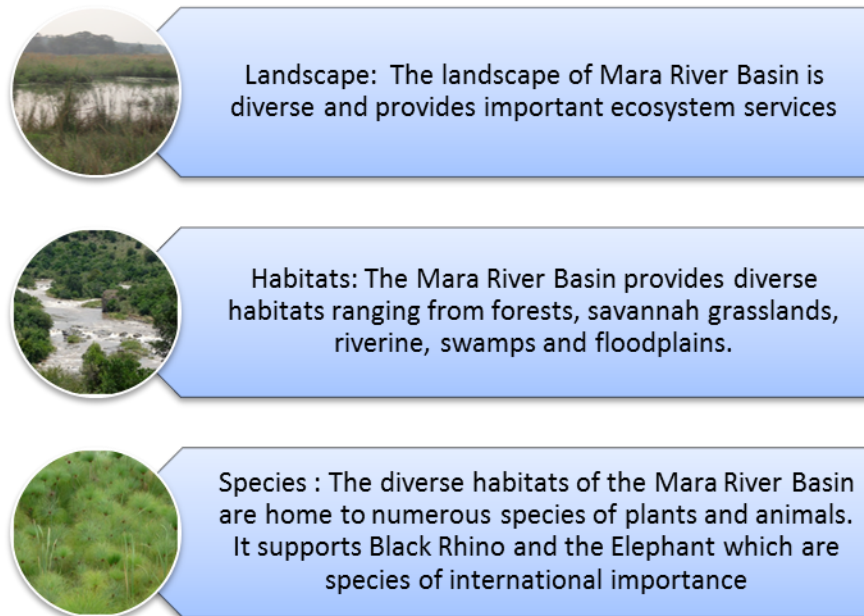 Landscape:  The landscape of Mara River Basin is
diverse and provides important ecosystem services
Habitats: The Mara River Basin provides diverse
habitats ranging from forests, savannah grasslands,
riverine, swamps and floodplains.
Species : The diverse habitats of the Mara River Basin
are home to numerous species of plants and animals.
It supports Black Rhino and the Elephant which are
species of international importance